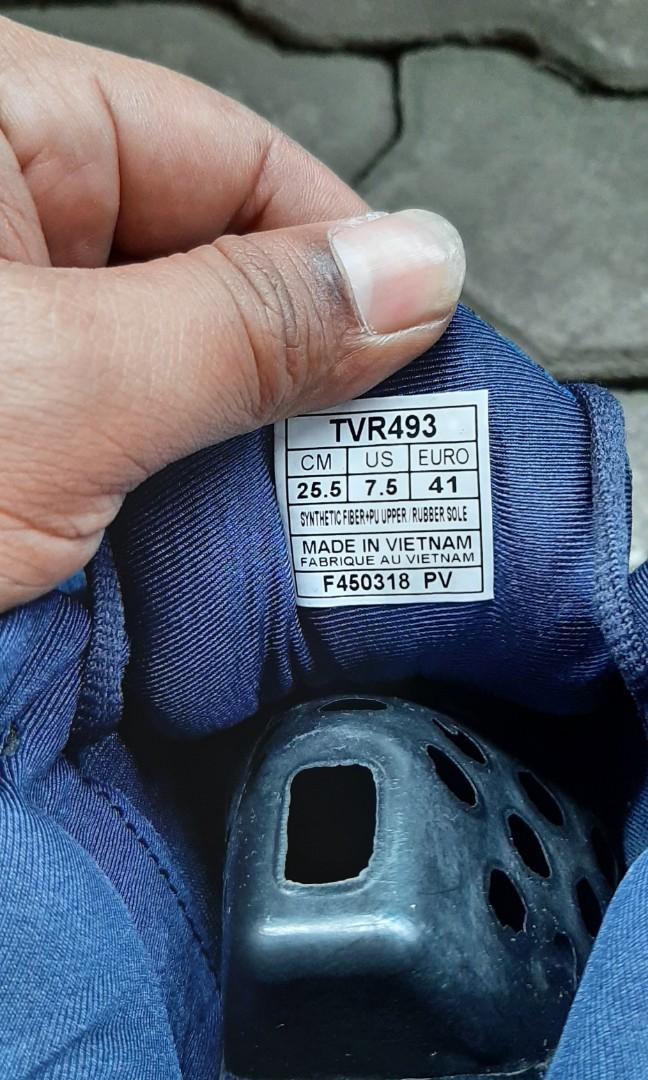 TVR493
CM US EURO
25.5 7.5 41
SYNTHETIC FIBER+PU UPPER / RUBBER SOLE
MADE IN VIETNAM
FABRIQUE AU VIETNAM
F450318 PV